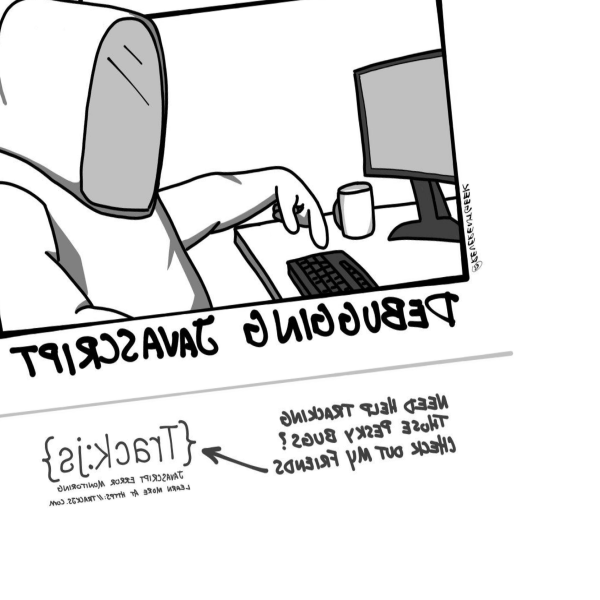 DEBUGGING JAVASCRIPT
NEED HELP TRACKING
THOSE PESKY BUGS?
CHECK OUT MY FRIENDS
{Track:js}
JAVASCRIPT ERROR MONITORING
LEARN MORE AT HTTPS://TRACKJS.COM